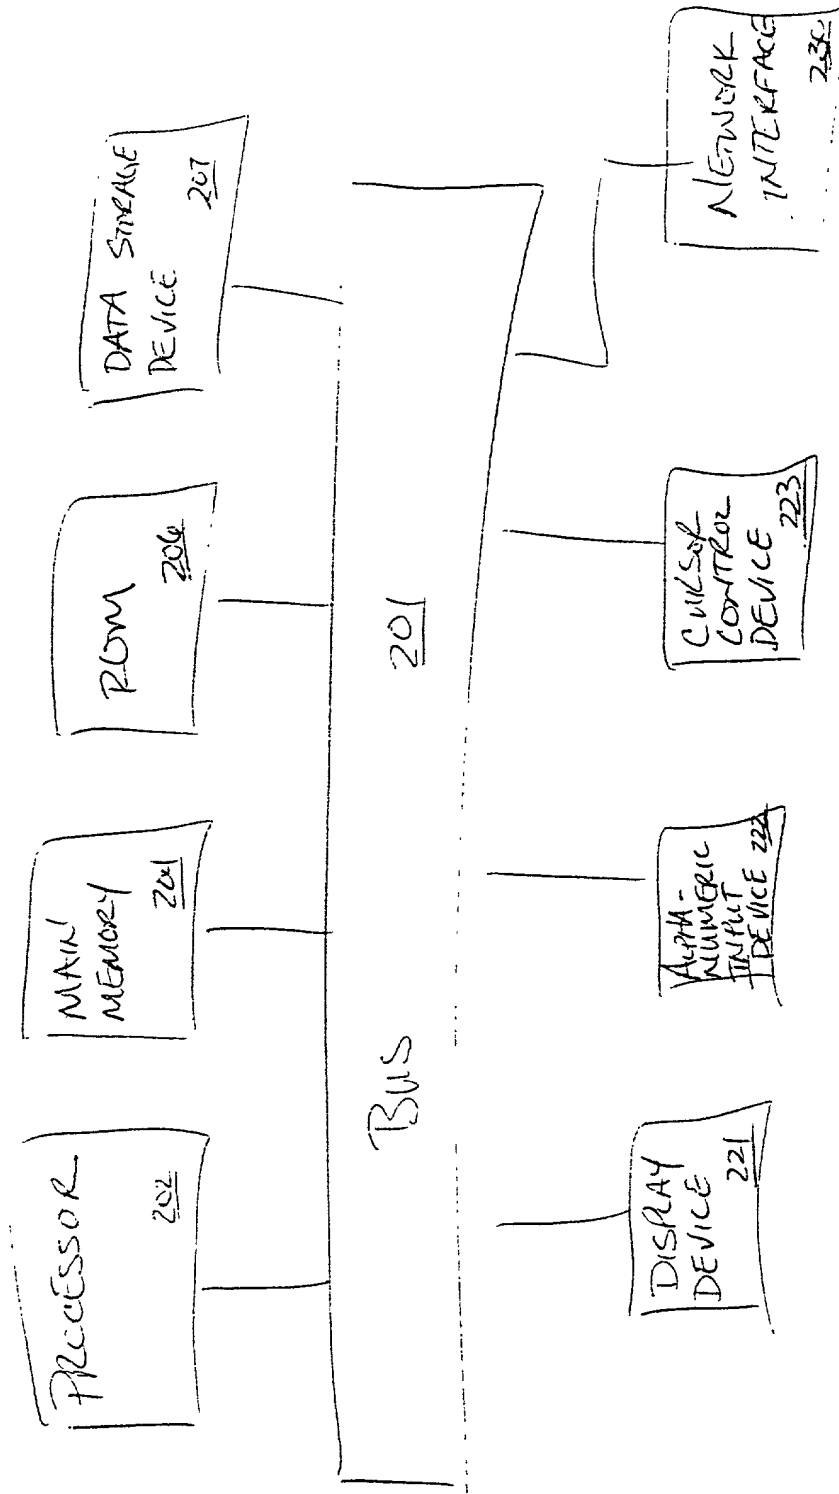 PROCESSOR
202
MAIN
MEMORY
204
ROM
206
DATA STORAGE
DEVICE
207
BUS
201
DISPLAY
DEVICE
221
ALPHA-
NUMERIC
INPUT
DEVICE 222
CURSOR
CONTROL
DEVICE
223
NETWORK
INTERFACE
230